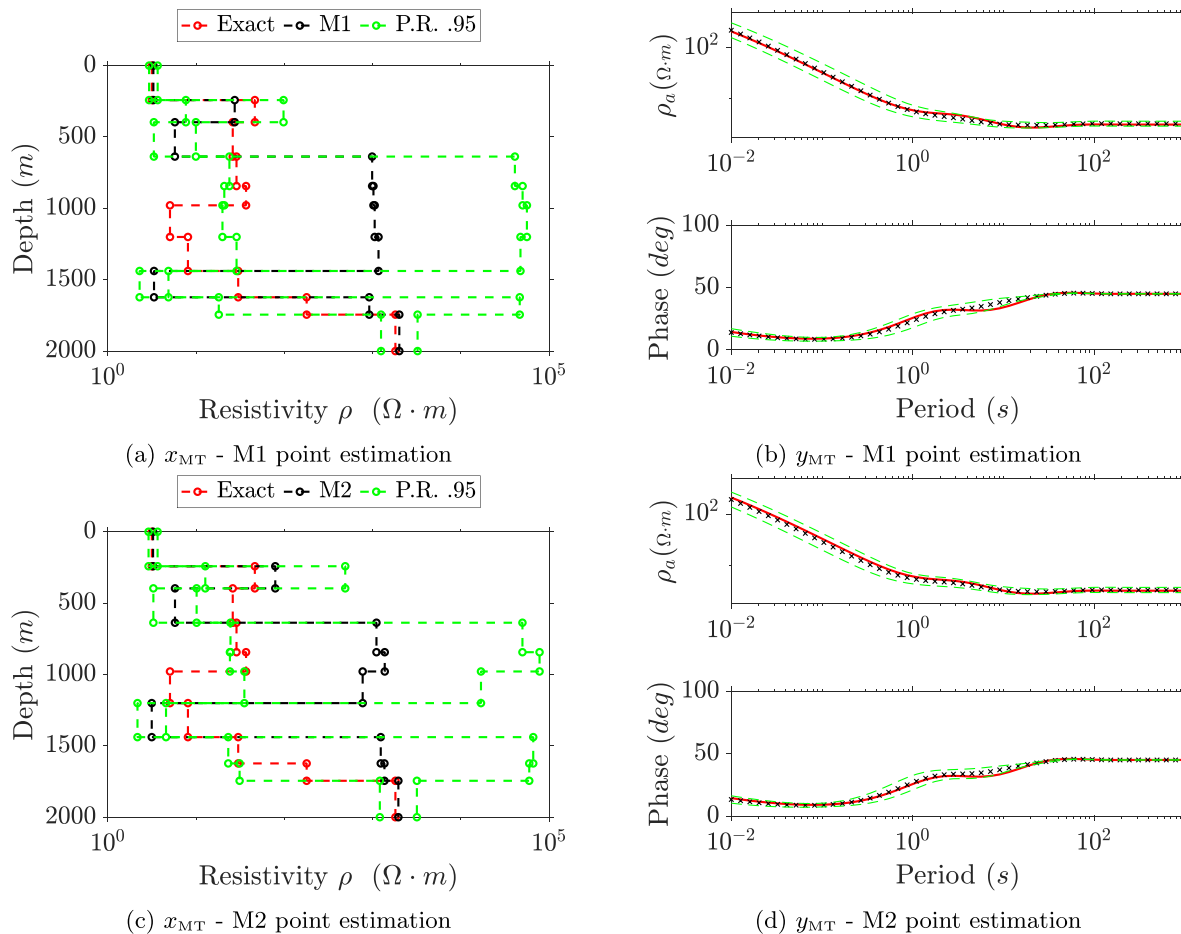 Exact M1 P.R. .95
0
500
1000
1500
2000
Depth (m)
10^0
10^5
Resistivity ρ (Ω · m)
(a) x_MT - M1 point estimation
10^2
ρ_a(Ω·m)
10^-2
10^0
10^2
100
50
0
Phase (deg)
10^-2
10^0
10^2
Period (s)
(b) y_MT - M1 point estimation
Exact M2 P.R. .95
0
500
1000
1500
2000
Depth (m)
10^0
10^5
Resistivity ρ (Ω · m)
(c) x_MT - M2 point estimation
10^2
ρ_a(Ω·m)
10^-2
10^0
10^2
100
50
0
Phase (deg)
10^-2
10^0
10^2
Period (s)
(d) y_MT - M2 point estimation